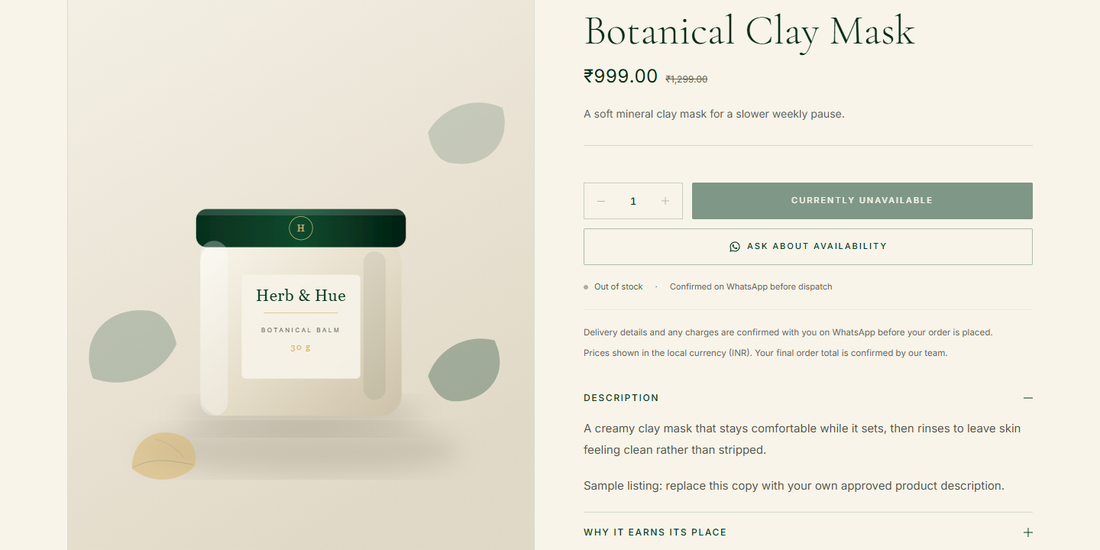 Botanical Clay Mask
₹999.00 ₹1,299.00
A soft mineral clay mask for a slower weekly pause.
— 1 + CURRENTLY UNAVAILABLE
ASK ABOUT AVAILABILITY
Out of stock · Confirmed on WhatsApp before dispatch
Delivery details and any charges are confirmed with you on WhatsApp before your order is placed.
Prices shown in the local currency (INR). Your final order total is confirmed by our team.
DESCRIPTION —
A creamy clay mask that stays comfortable while it sets, then rinses to leave skin
feeling clean rather than stripped.
Sample listing: replace this copy with your own approved product description.
WHY IT EARNS ITS PLACE +
H
Herb & Hue
BOTANICAL BALM
30 g